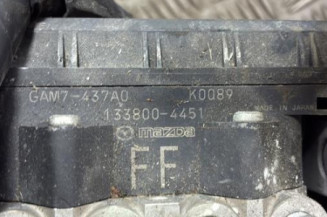 GAM7-437A0 K0089
MADE IN JAPAN
133800-4451
mazda
FF